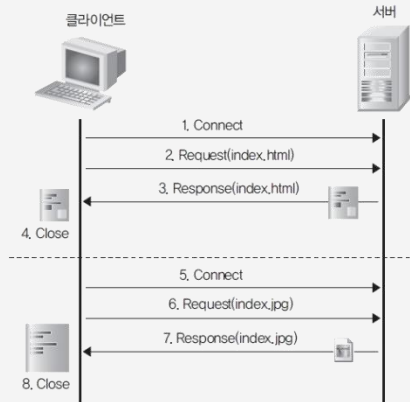 클라이언트
서버
1. Connect
2. Request(index.html)
3. Response(index.html)
4. Close
5. Connect
6. Request(index.jpg)
7. Response(index.jpg)
8. Close